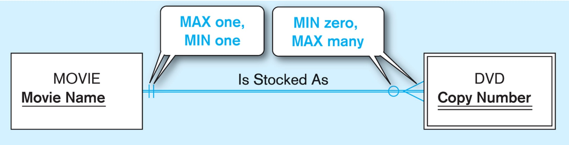 MAX one,
MIN one
MIN zero,
MAX many
MOVIE
Movie Name
Is Stocked As
DVD
Copy Number